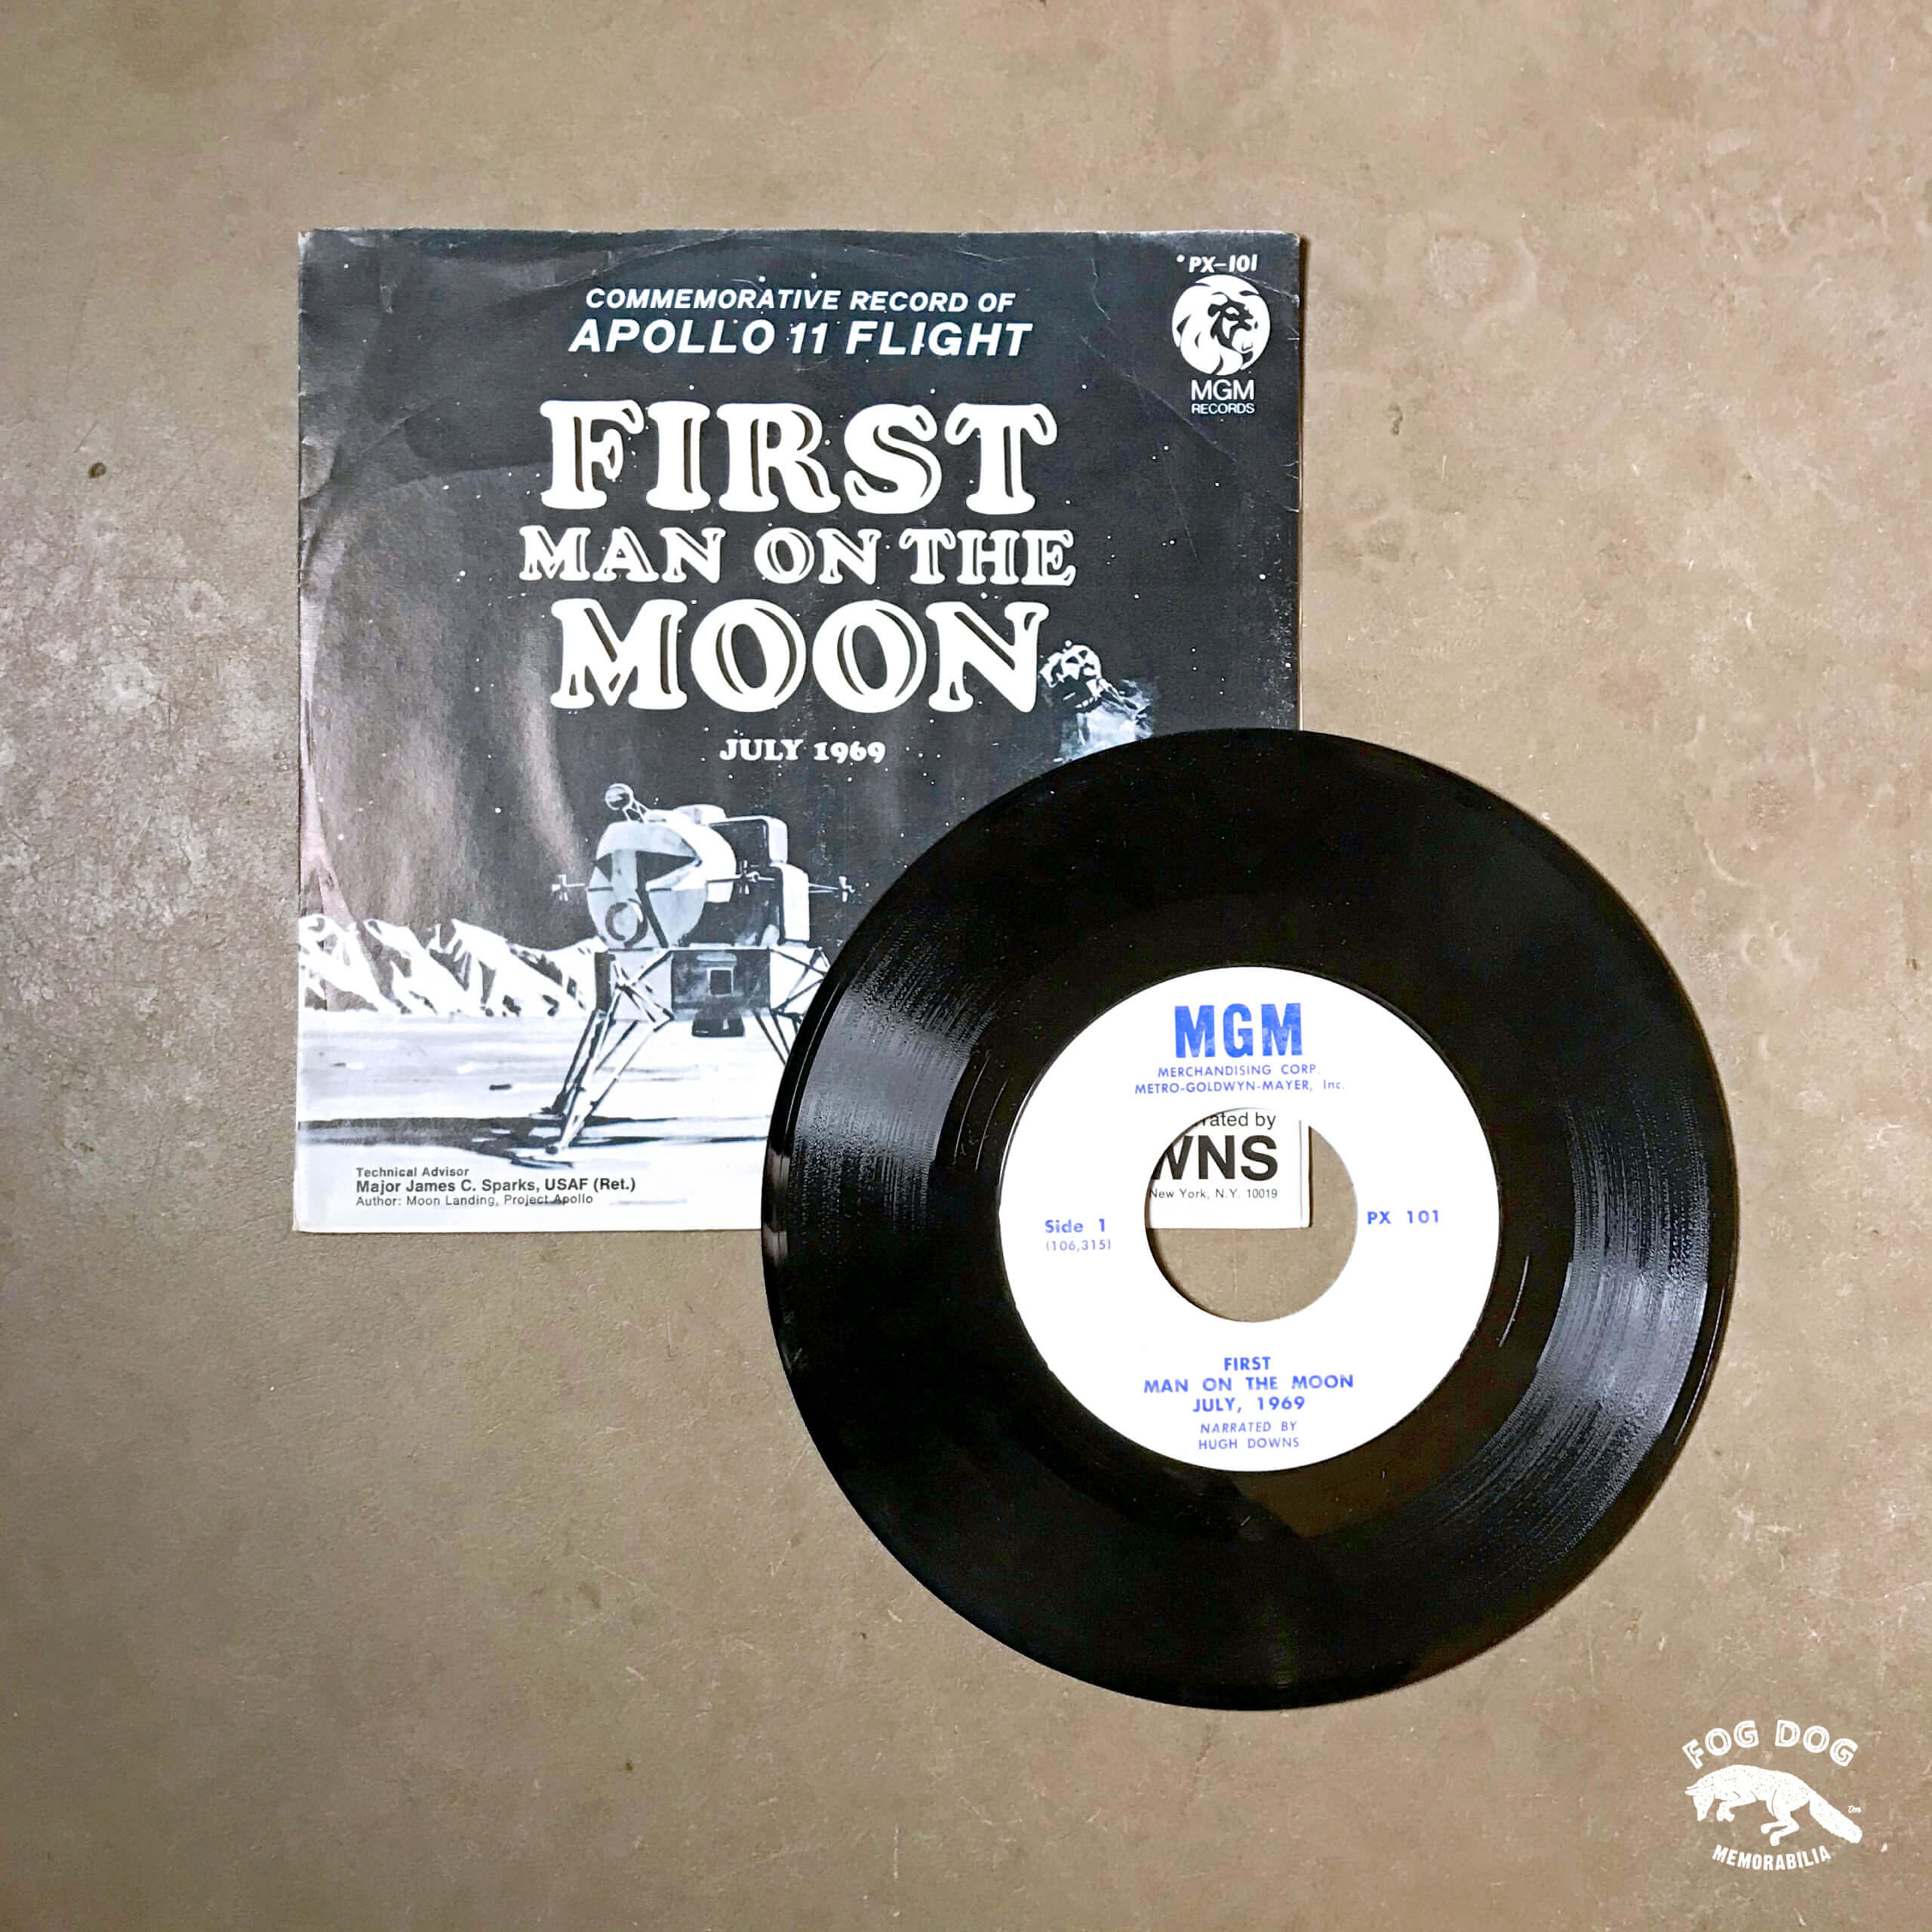 COMMEMORATIVE RECORD OF
APOLLO 11 FLIGHT
PX-101
MGM
RECORDS
FIRST
MAN ON THE
MOON
JULY 1969
Technical Advisor
Major James C. Sparks, USAF (Ret.)
Author: Moon Landing, Project Apollo
MGM
MERCHANDISING CORP.
METRO-GOLDWYN-MAYER, Inc.
by
New York, N.Y. 10019
Side 1
(106,315)
PX 101
FIRST
MAN ON THE MOON
JULY, 1969
NARRATED BY
HUGH DOWNS
FOG DOG
MEMORABILIA